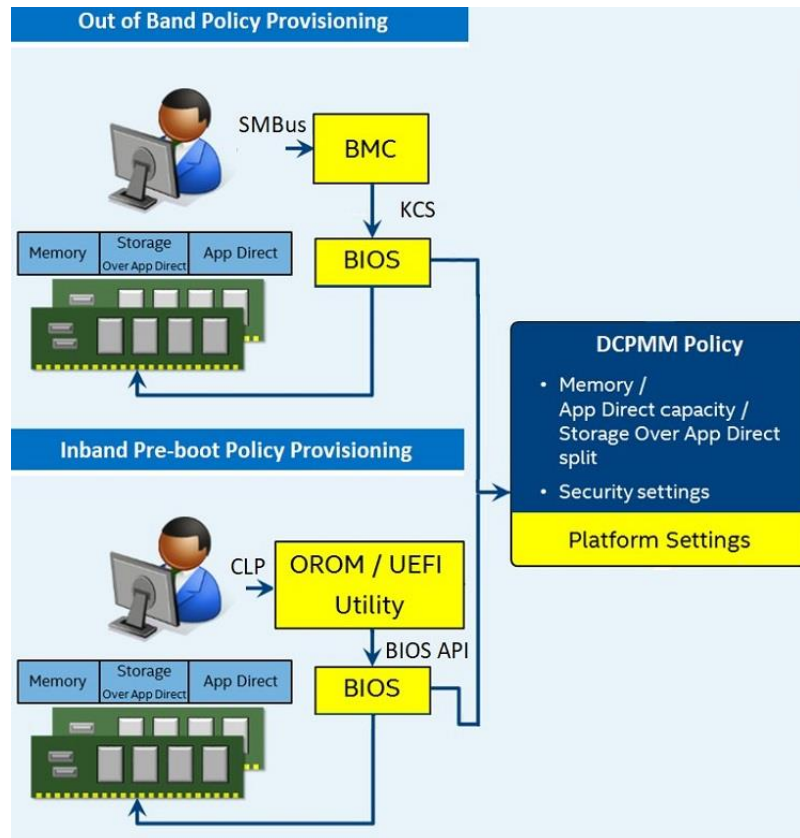 Out of Band Policy Provisioning
SMBus
BMC
KCS
BIOS
Memory
Storage
Over App Direct
App Direct
DCPMM Policy
• Memory /
App Direct capacity /
Storage Over App Direct
split
• Security settings
Platform Settings
Inband Pre-boot Policy Provisioning
CLP
OROM / UEFI
Utility
BIOS API
BIOS
Memory
Storage
Over App Direct
App Direct